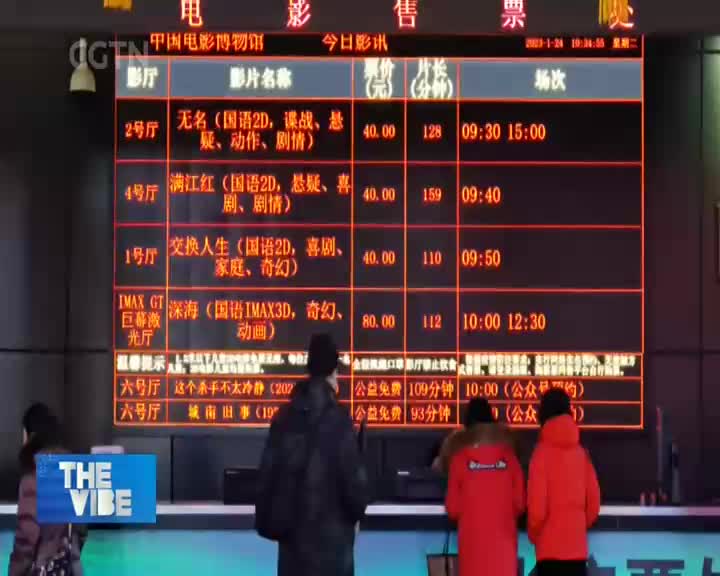 电影售票处
CGTN
中国电影博物馆 今日影讯 2023-1-24 10:34:55 星期二
影厅 影片名称 票价(元) 片长(分钟) 场次
2号厅 无名（国语2D，谍战、悬疑、动作、剧情） 40.00 128 09:30 15:00
4号厅 满江红（国语2D，悬疑、喜剧、剧情） 40.00 159 09:40
1号厅 交换人生（国语2D，喜剧、家庭、奇幻） 40.00 110 09:50
IMAX GT巨幕激光厅 深海（国语IMAX3D，奇幻、动画） 80.00 112 10:00 12:30
温馨提示
六号厅 这个杀手不太冷静 公益免费 109分钟 10:00（公众号预约）
六号厅 城南旧事 公益免费 93分钟
THE
VIBE